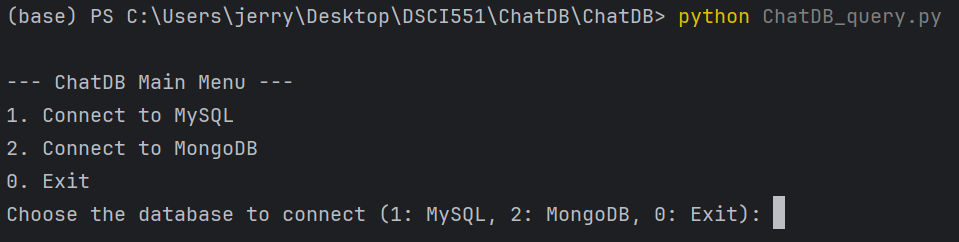 (base) PS C:\Users\jerry\Desktop\DSCI551\ChatDB\ChatDB> python ChatDB_query.py
--- ChatDB Main Menu ---
1. Connect to MySQL
2. Connect to MongoDB
0. Exit
Choose the database to connect (1: MySQL, 2: MongoDB, 0: Exit):